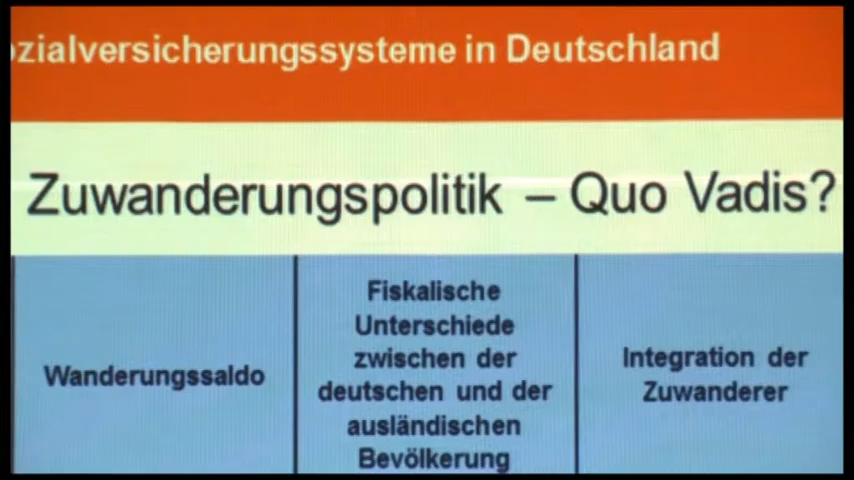 ozialversicherungssysteme in Deutschland
Zuwanderungspolitik – Quo Vadis?
Wanderungssaldo
Fiskalische
Unterschiede
zwischen der
deutschen und der
ausländischen
Bevölkerung
Integration der
Zuwanderer